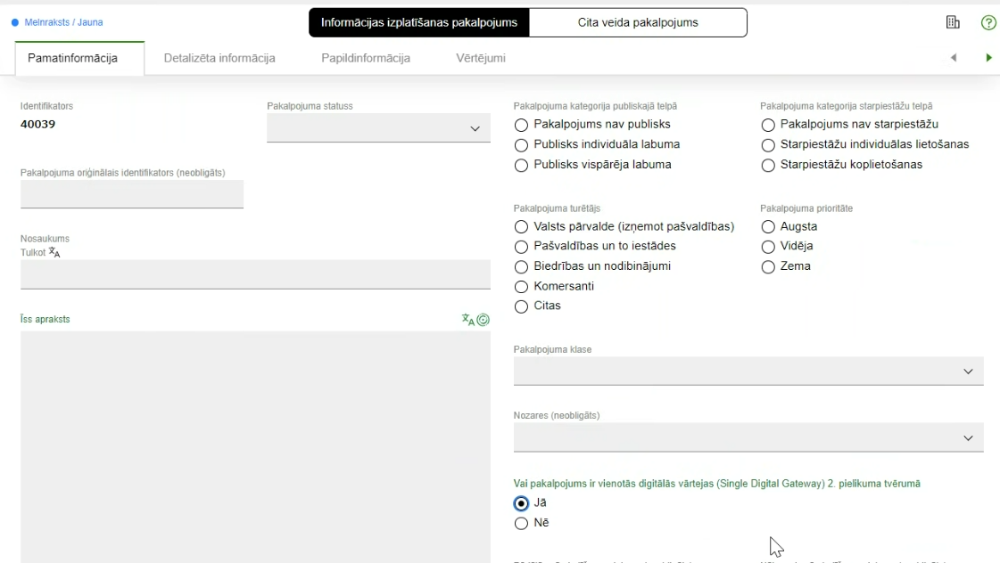 Melnraksts / Jauna
Informācijas izplatīšanas pakalpojums
Cita veida pakalpojums
Pamatinformācija
Detalizēta informācija
Papildinformācija
Vērtējumi
Identifikators
40039
Pakalpojuma statuss
Pakalpojuma oriģinālais identifikators (neobligāts)
Nosaukums
Tulkot
Īss apraksts
Pakalpojuma kategorija publiskajā telpā
Pakalpojums nav publisks
Publisks individuāla labuma
Publisks vispārēja labuma
Pakalpojuma kategorija starpiestāžu telpā
Pakalpojums nav starpiestāžu
Starpiestāžu individuālas lietošanas
Starpiestāžu koplietošanas
Pakalpojuma turētājs
Valsts pārvalde (izņemot pašvaldības)
Pašvaldības un to iestādes
Biedrības un nodibinājumi
Komersanti
Citas
Pakalpojuma prioritāte
Augsta
Vidēja
Zema
Pakalpojuma klase
Nozares (neobligāts)
Vai pakalpojums ir vienotās digitālās vārtejas (Single Digital Gateway) 2. pielikuma tvērumā
Jā
Nē